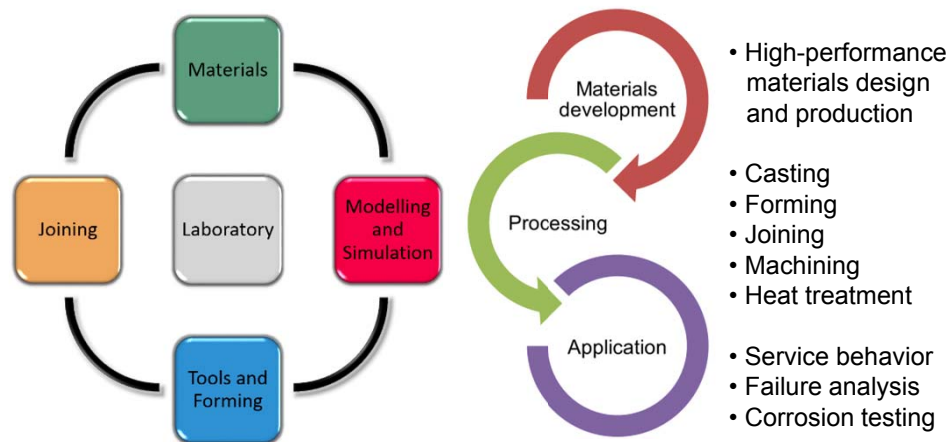 Materials
Joining
Laboratory
Modelling
and
Simulation
Tools and
Forming
Materials
development
Processing
Application
• High-performance
materials design
and production
• Casting
• Forming
• Joining
• Machining
• Heat treatment
• Service behavior
• Failure analysis
• Corrosion testing